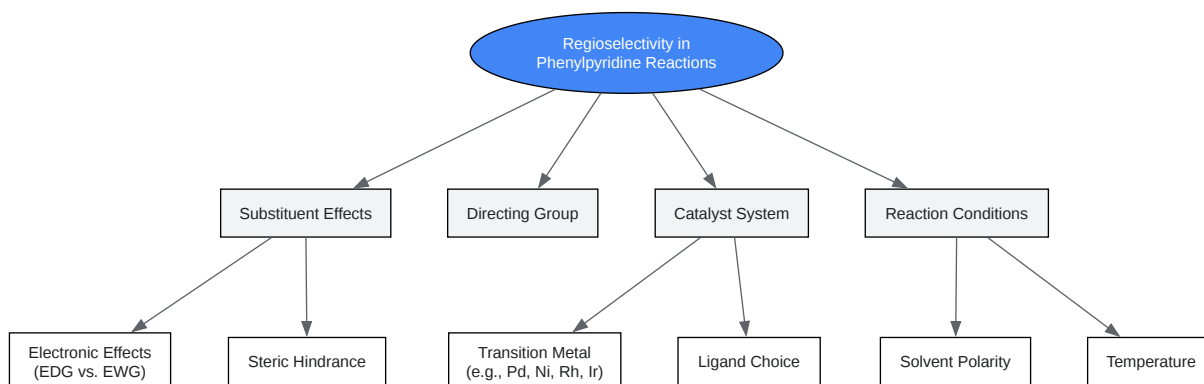 Regioselectivity in
Phenylpyridine Reactions
Substituent Effects
Directing Group
Catalyst System
Reaction Conditions
Electronic Effects
(EDG vs. EWG)
Steric Hindrance
Transition Metal
(e.g., Pd, Ni, Rh, Ir)
Ligand Choice
Solvent Polarity
Temperature